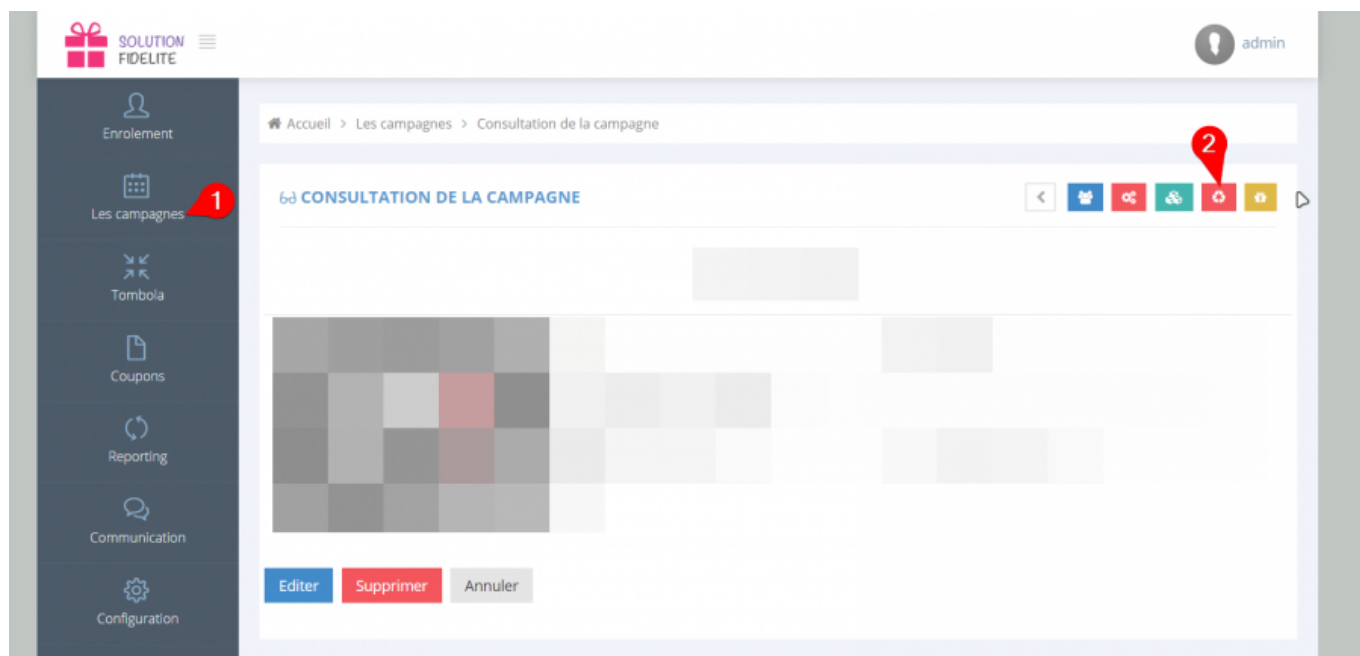 SOLUTION
FIDELITE
admin
Enrolement
Accueil > Les campagnes > Consultation de la campagne
2
Les campagnes
1
CONSULTATION DE LA CAMPAGNE
Tombola
Coupons
Reporting
Communication
Editer Supprimer Annuler
Configuration